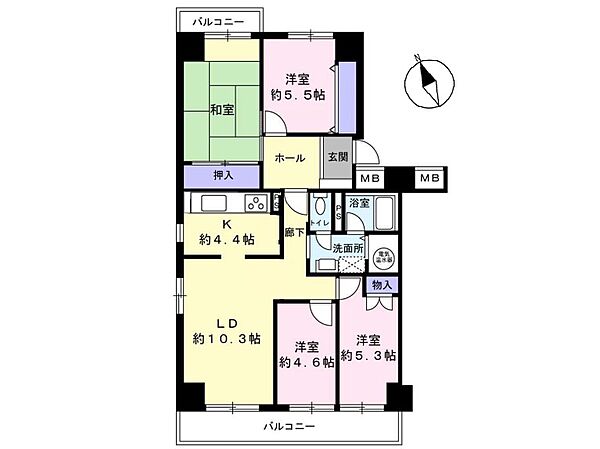 バルコニー
N
洋室
約5.5帖
和室
ホール
玄関
押入
MB
MB
PS
トイレ
PS
浴室
K
約4.4帖
廊下
洗面所
電気
温水器
物入
LD
約10.3帖
洋室
約4.6帖
洋室
約5.3帖
バルコニー